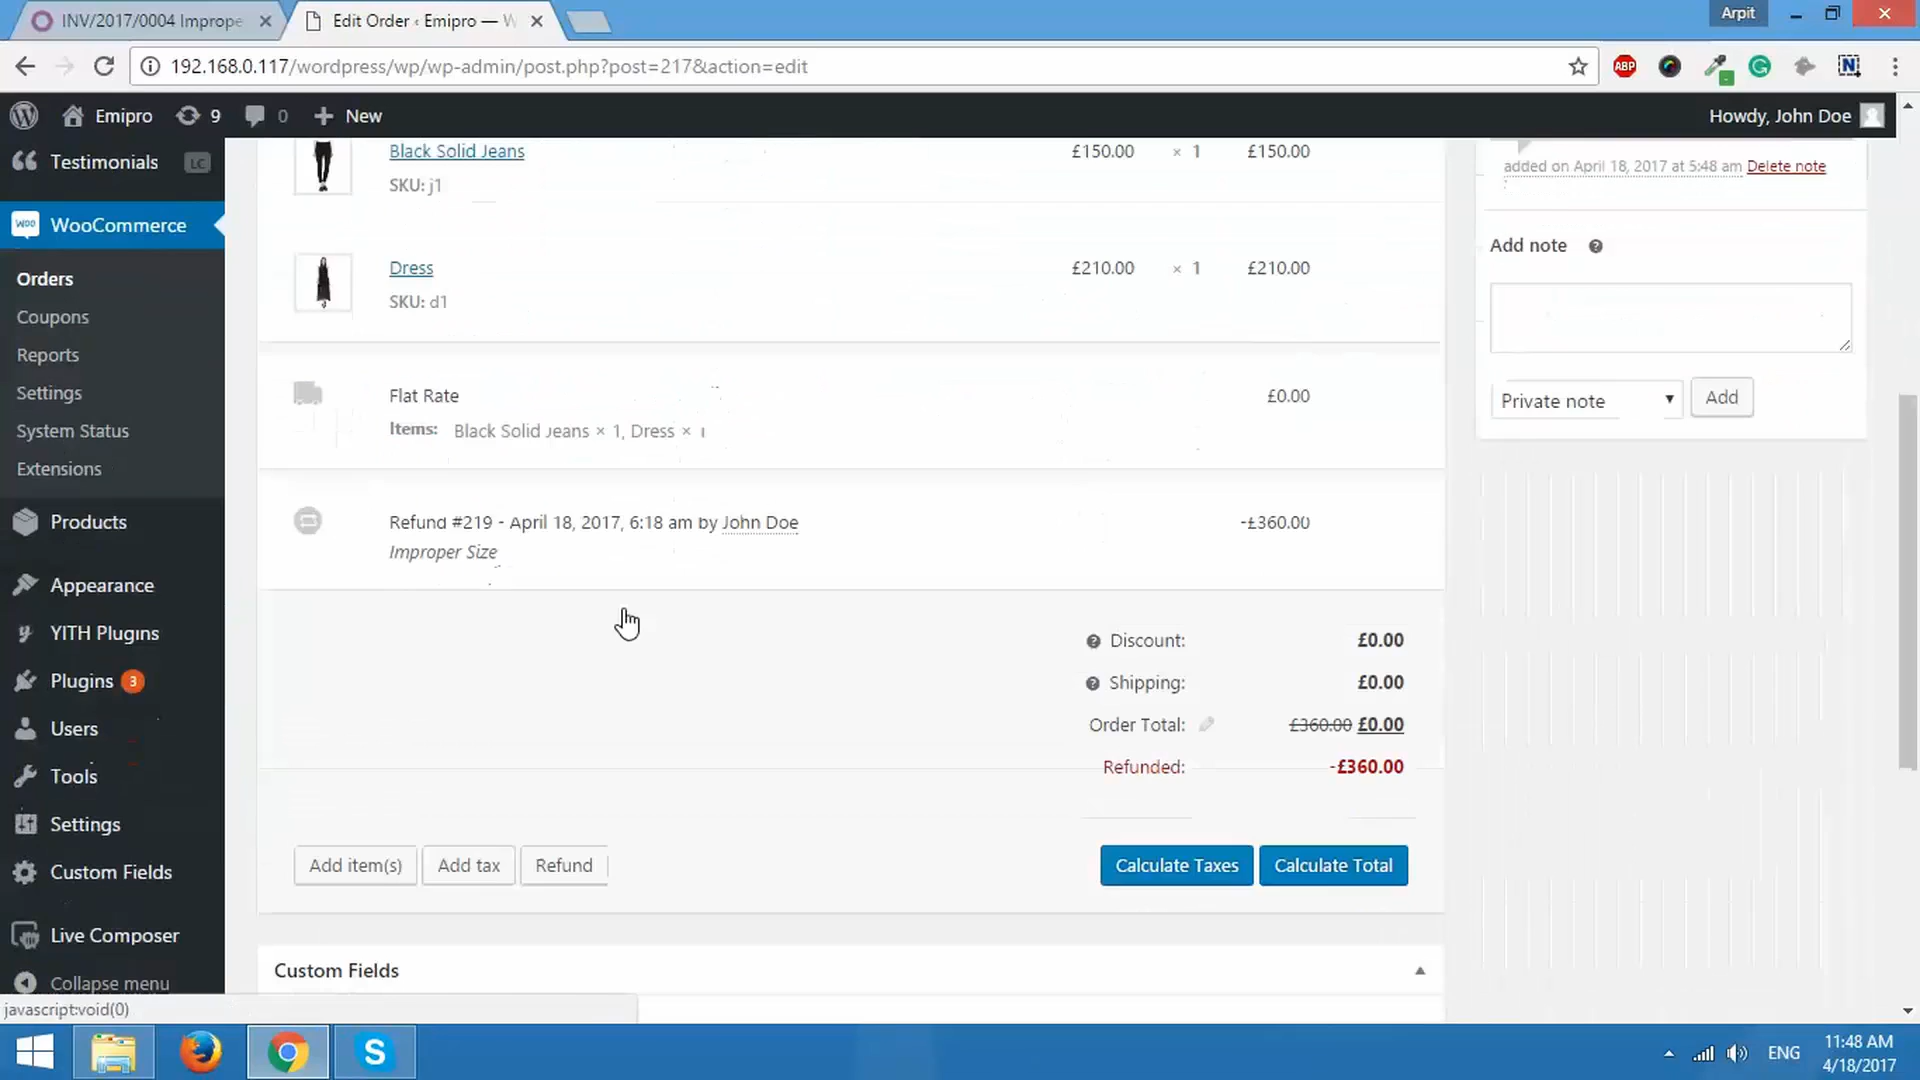 INV/2017/0004 Imprope
Edit Order ‹ Emipro — W
Arpit
192.168.0.117/wordpress/wp/wp-admin/post.php?post=217&action=edit
ABP
Emipro
9
0
New
Howdy, John Doe
Testimonials
LC
WooCommerce
Orders
Coupons
Reports
Settings
System Status
Extensions
Products
Appearance
YITH Plugins
Plugins 3
Users
Tools
Settings
Custom Fields
Live Composer
Collapse menu
Black Solid Jeans £150.00 × 1 £150.00
SKU: j1
Dress £210.00 × 1 £210.00
SKU: d1
Flat Rate £0.00
Items: Black Solid Jeans × 1, Dress × 1
Refund #219 - April 18, 2017, 6:18 am by John Doe -£360.00
Improper Size
Discount: £0.00
Shipping: £0.00
Order Total: £360.00 £0.00
Refunded: -£360.00
Add item(s) Add tax Refund Calculate Taxes Calculate Total
Custom Fields
added on April 18, 2017 at 5:48 am Delete note
Add note
Private note Add
javascript:void(0)
ENG
11:48 AM
4/18/2017